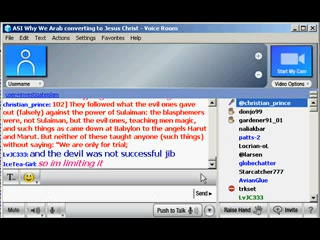 ASI Why We Arab converting to Jesus Christ - Voice Room
File Text Actions Settings Favorites Help
Username
Start My Cam
Video Options
user=investigateislam
christian_prince: 102] They followed what the evil ones gave
out (falsely) against the power of Sulaiman: the blasphemers
were, not Sulaiman, but the evil ones, teaching men magic,
and such things as came down at Babylon to the angels Harut
and Marut. But neither of these taught anyone (such things)
without saying: "We are only for trial;
LvJC333: and the devil was not successful jib
IceTea-Girl: so im limiting it
@christian_prince
donjo99
gardener91_01
naliakbar
patts-2
Locrian-oL
@larsen
globechatter
Starcatcher777
AvianGlue
trkset
LvJC333
T...
Send
Mute
Push to Talk
Raise Hand
Invite